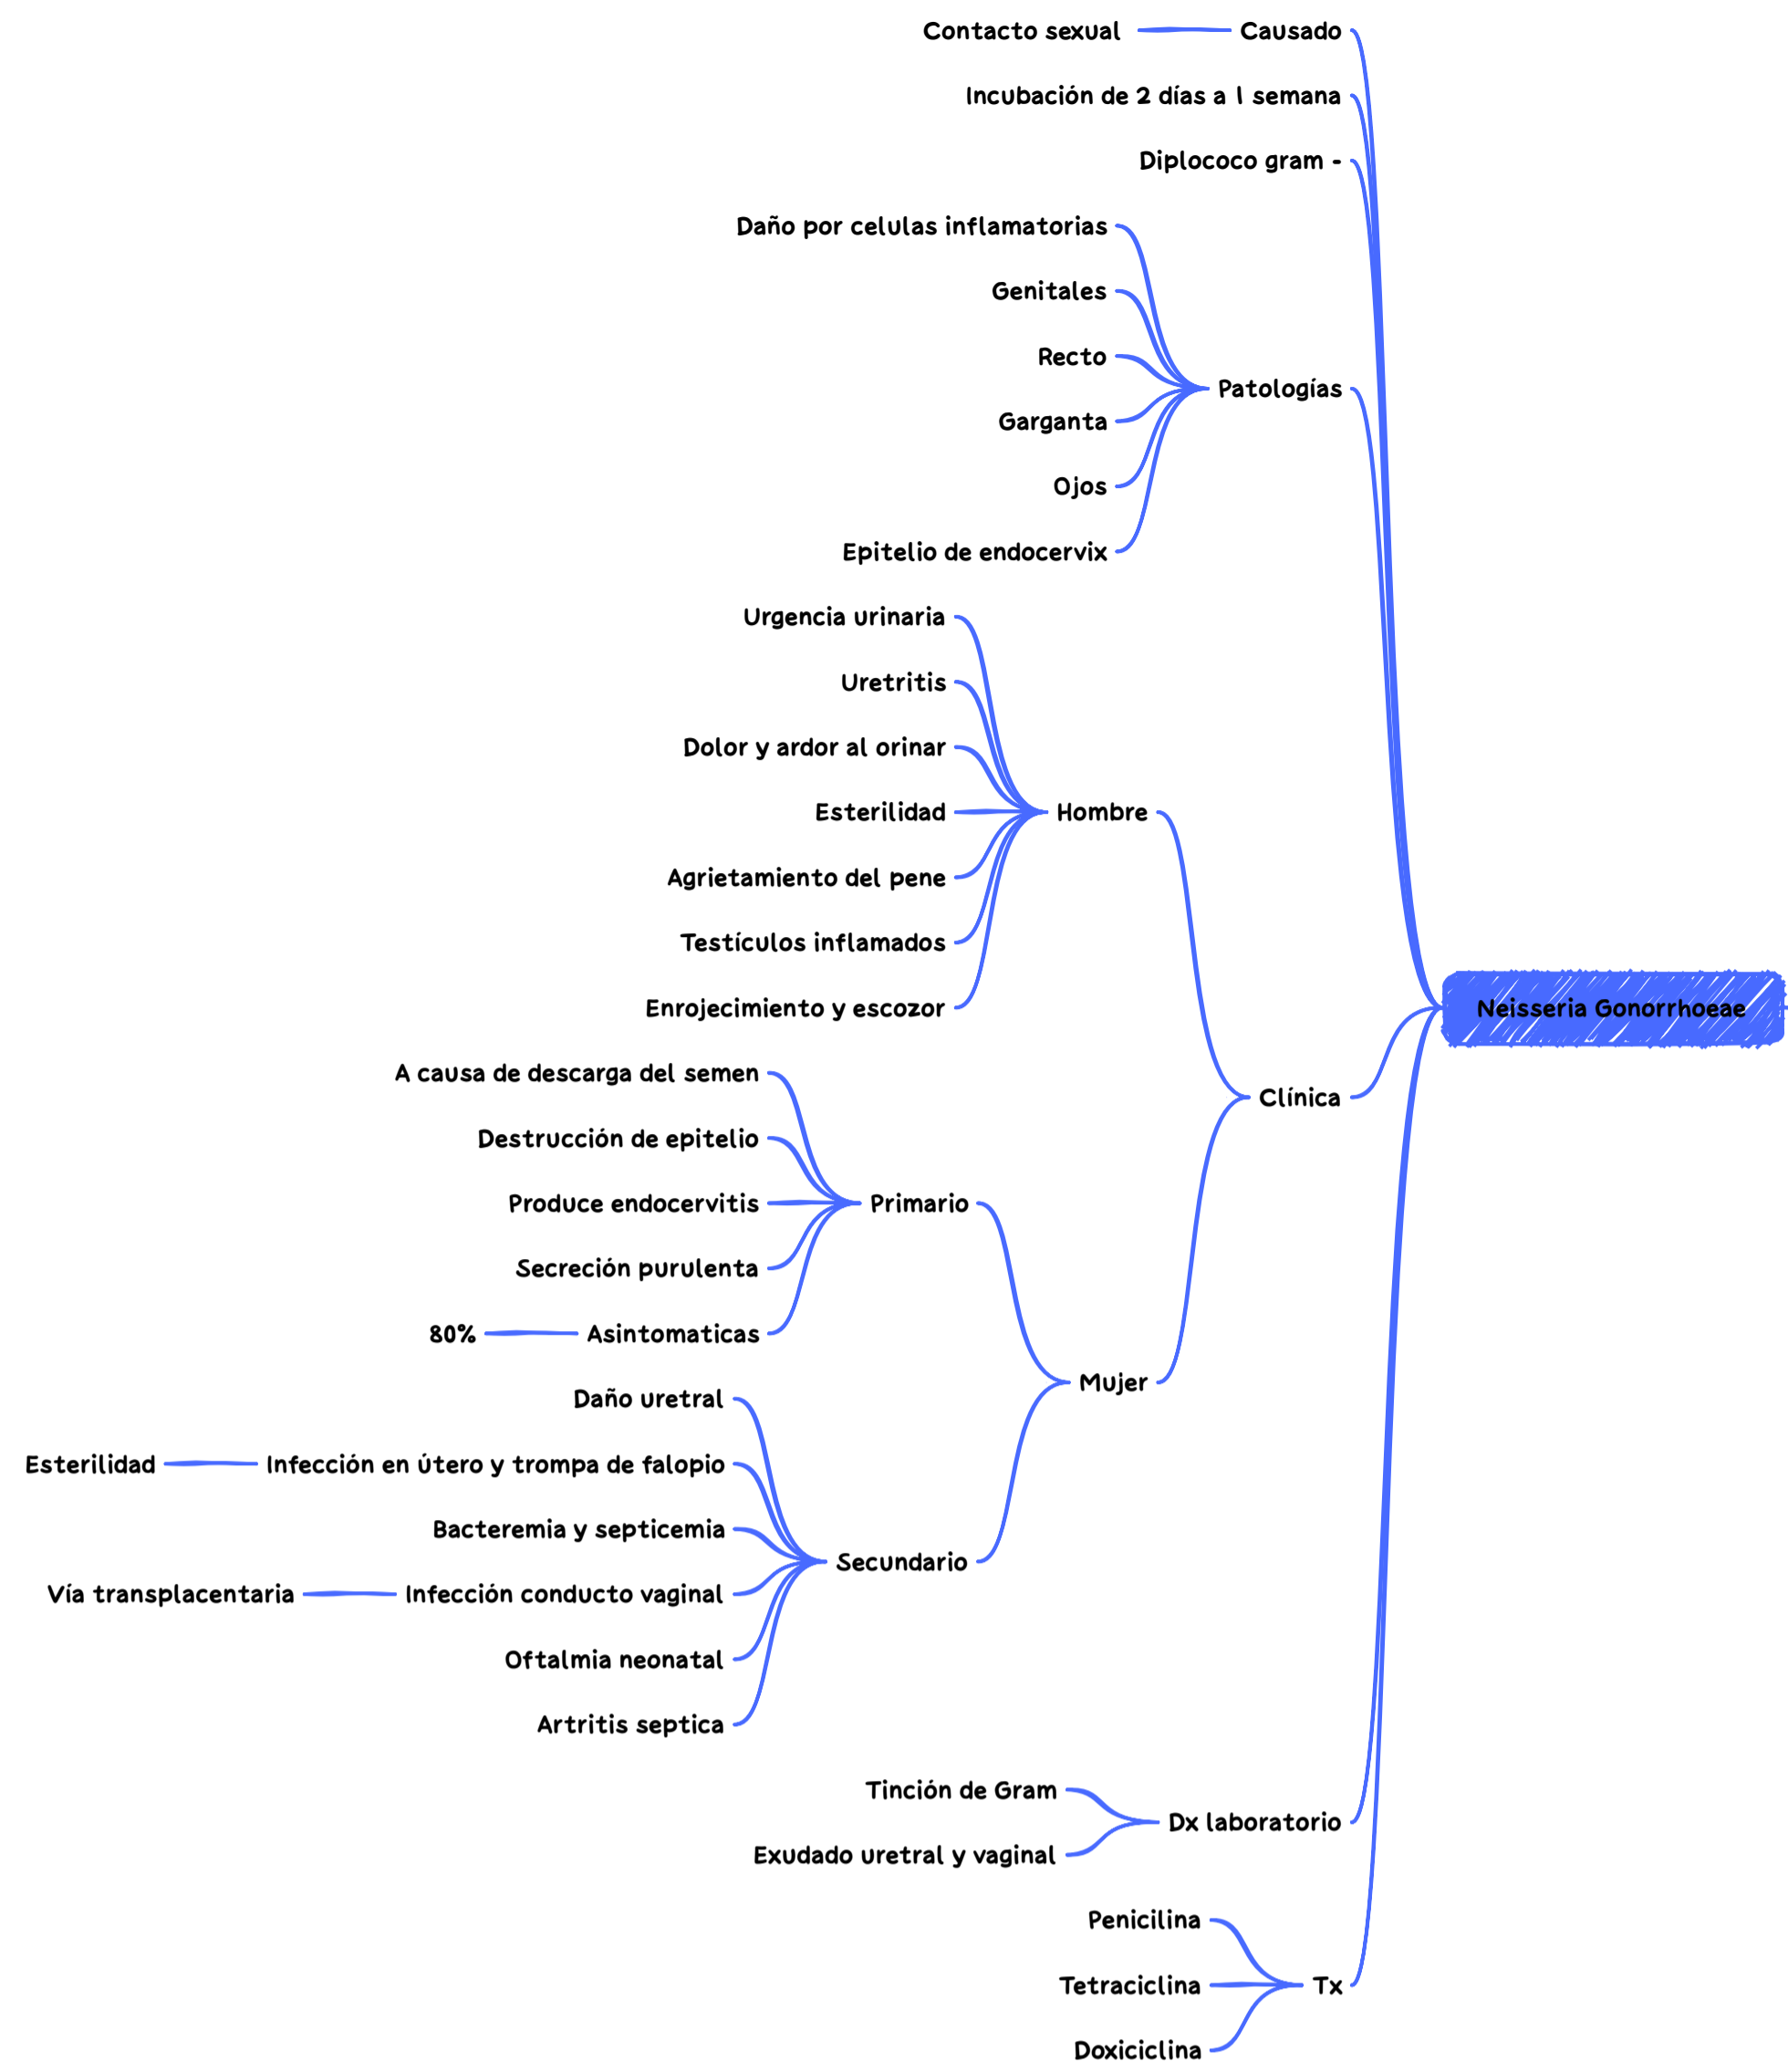 Contacto sexual
Causado
Incubación de 2 días a 1 semana
Diplococo gram -
Daño por celulas inflamatorias
Genitales
Recto
Patologías
Garganta
Ojos
Epitelio de endocervix
Urgencia urinaria
Uretritis
Dolor y ardor al orinar
Esterilidad
Hombre
Agrietamiento del pene
Testículos inflamados
Enrojecimiento y escozor
Neisseria Gonorrhoeae
A causa de descarga del semen
Clínica
Destrucción de epitelio
Produce endocervitis
Primario
Secreción purulenta
80%
Asintomaticas
Mujer
Daño uretral
Esterilidad
Infección en útero y trompa de falopio
Bacteremia y septicemia
Secundario
Vía transplacentaria
Infección conducto vaginal
Oftalmia neonatal
Artritis septica
Tinción de Gram
Dx laboratorio
Exudado uretral y vaginal
Penicilina
Tetraciclina
Tx
Doxiciclina